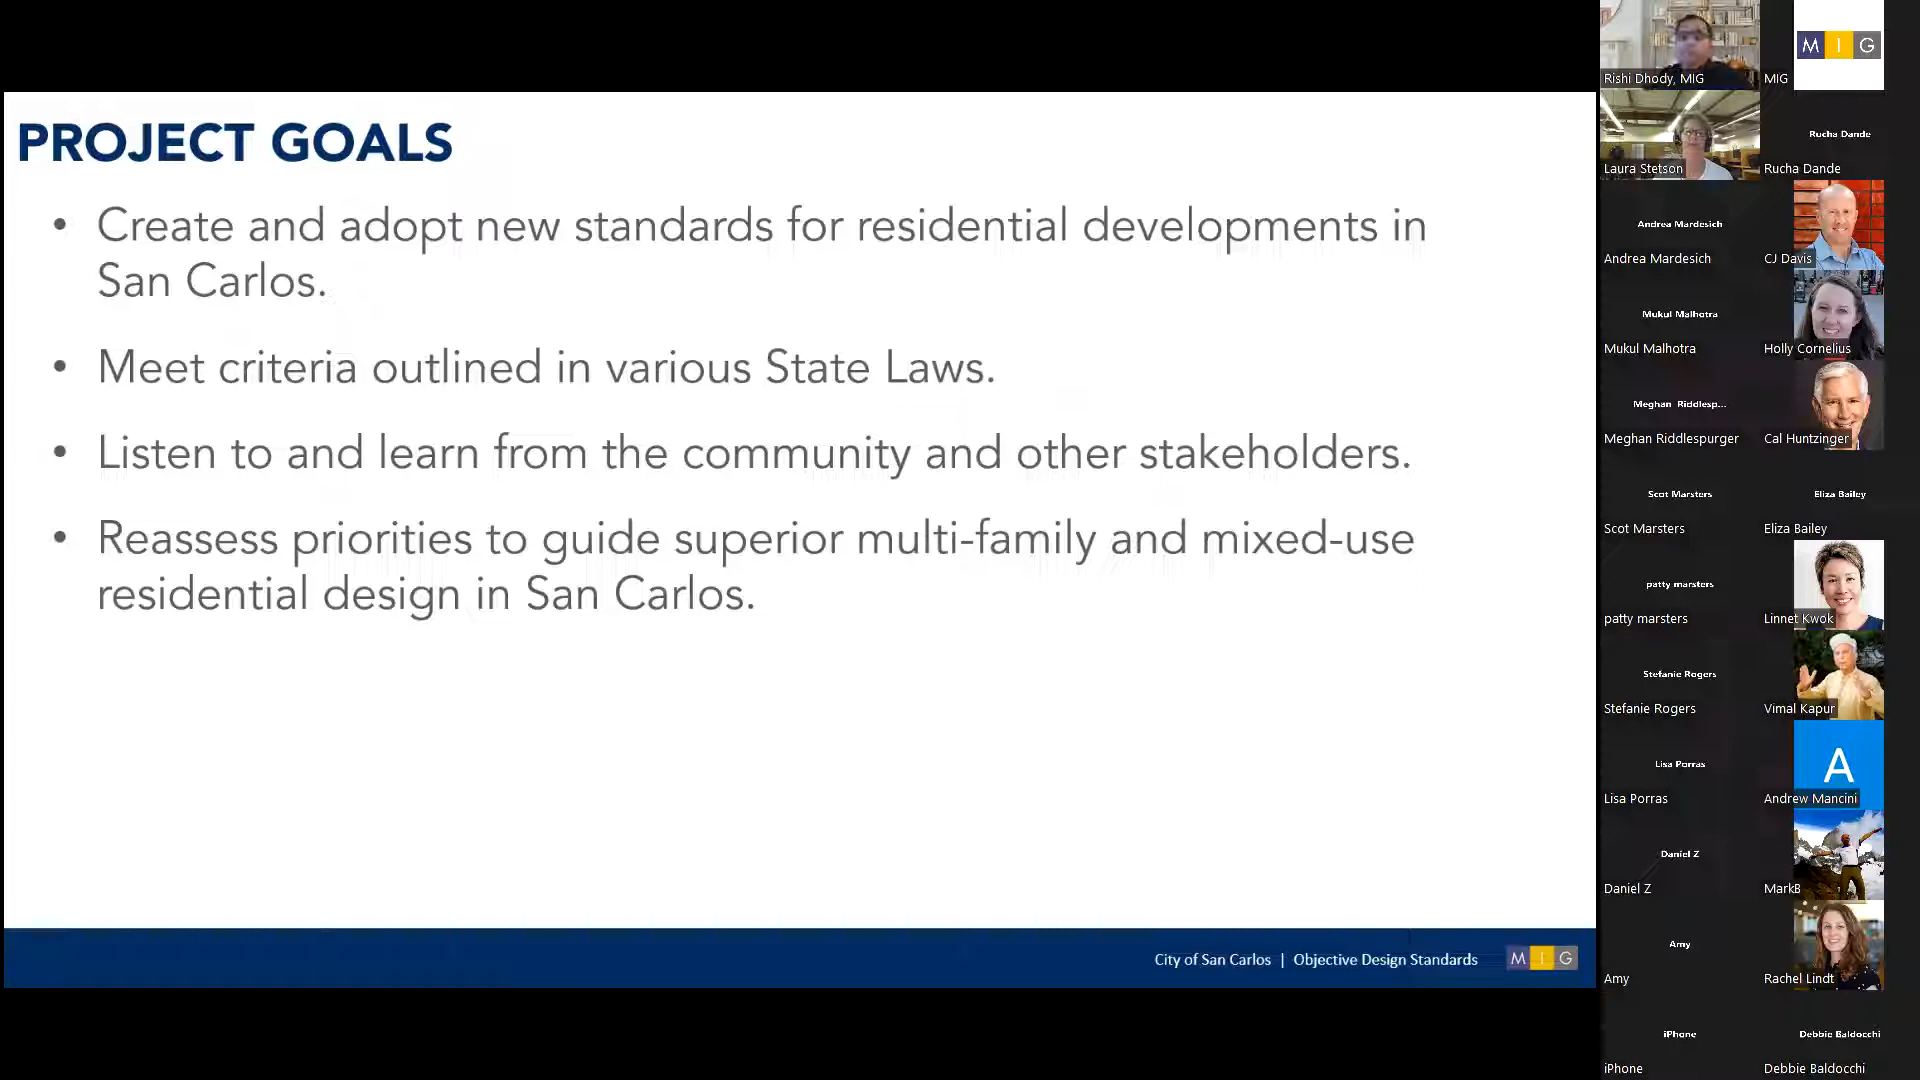 PROJECT GOALS
• Create and adopt new standards for residential developments in
San Carlos.
• Meet criteria outlined in various State Laws.
• Listen to and learn from the community and other stakeholders.
• Reassess priorities to guide superior multi-family and mixed-use
residential design in San Carlos.
City of San Carlos | Objective Design Standards
M I G
Rishi Dhody, MIG
M I G
MIG
Laura Stetson
Rucha Dande
Rucha Dande
Andrea Mardesich
Andrea Mardesich
CJ Davis
Mukul Malhotra
Mukul Malhotra
Holly Cornelius
Meghan Riddlesp...
Meghan Riddlespurger
Cal Huntzinger
Scot Marsters
Scot Marsters
Eliza Bailey
Eliza Bailey
patty marsters
patty marsters
Linnet Kwok
Stefanie Rogers
Stefanie Rogers
Vimal Kapur
Lisa Porras
Lisa Porras
A
Andrew Mancini
Daniel Z
Daniel Z
MarkB
Amy
Amy
Rachel Lindt
iPhone
iPhone
Debbie Baldocchi
Debbie Baldocchi